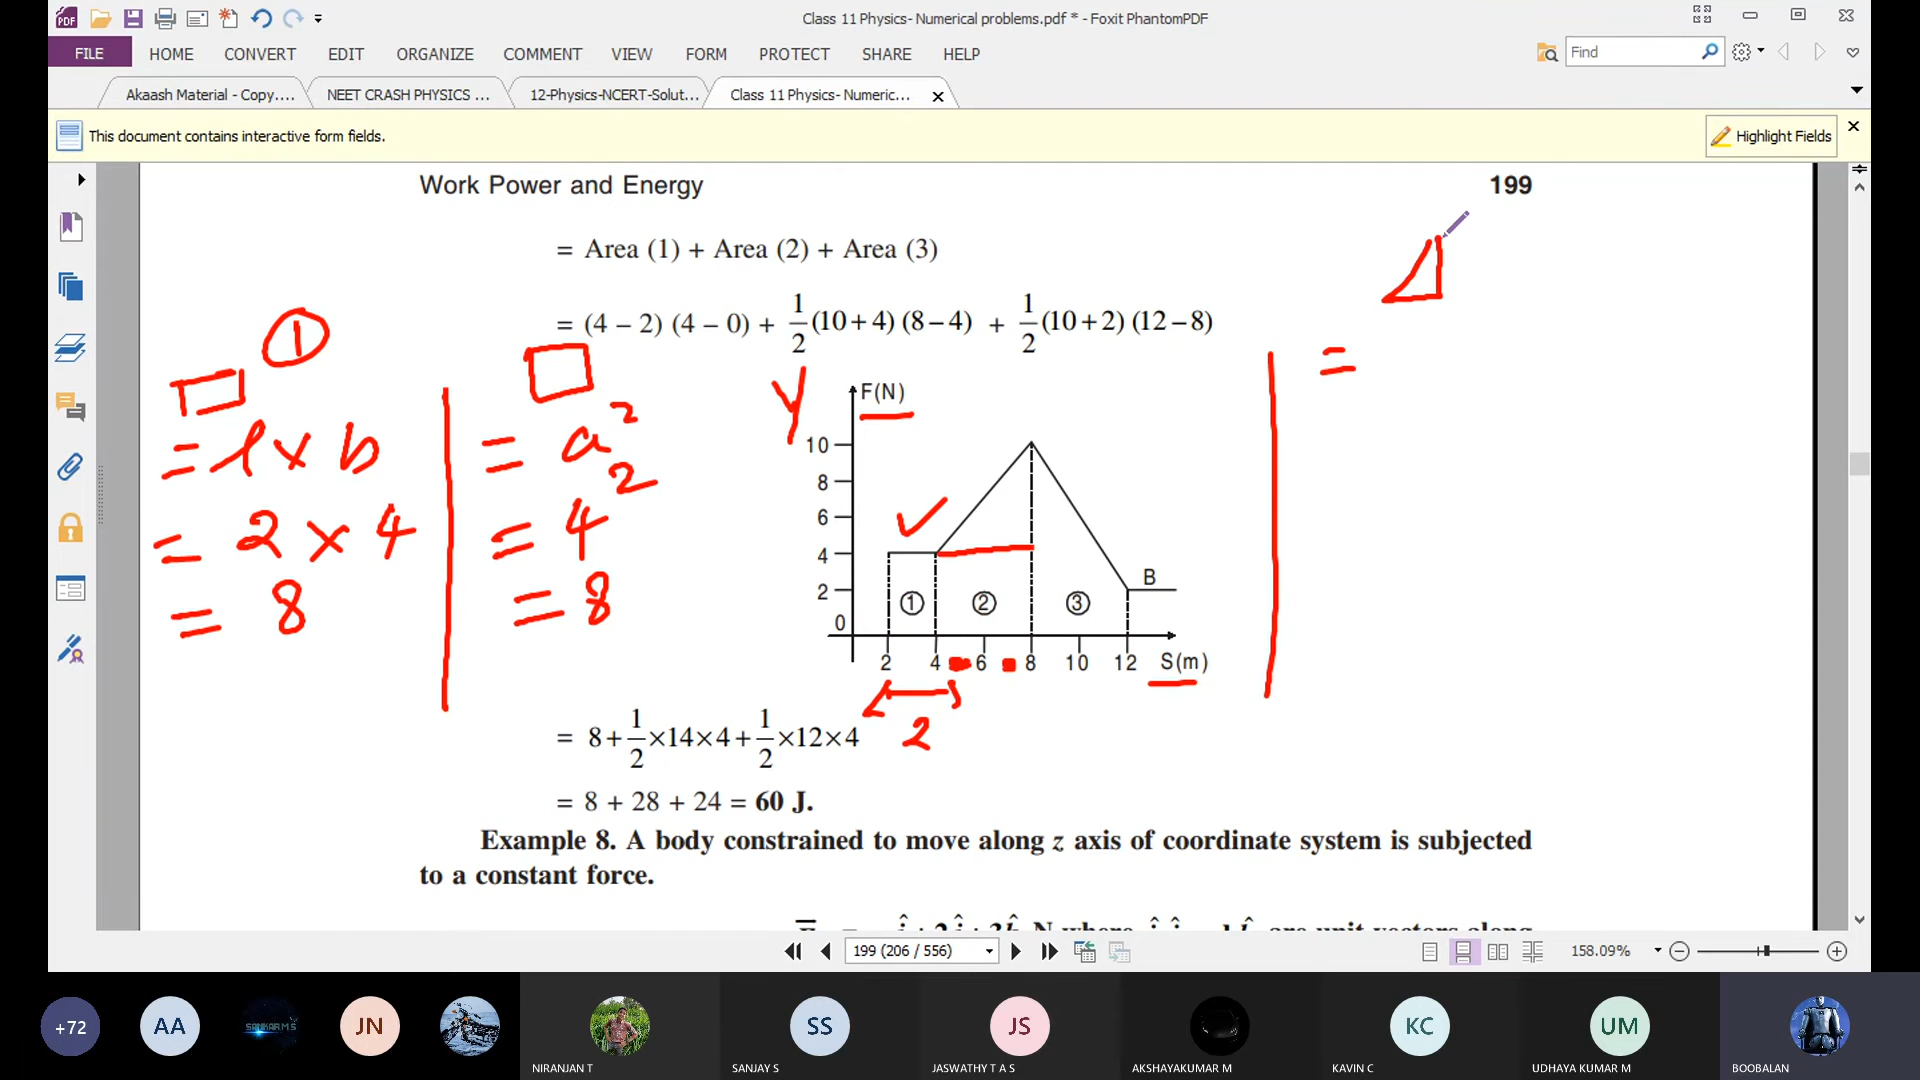 Class 11 Physics- Numerical problems.pdf * - Foxit PhantomPDF
FILE HOME CONVERT EDIT ORGANIZE COMMENT VIEW FORM PROTECT SHARE HELP
Find
Akaash Material - Copy....
NEET CRASH PHYSICS ...
12-Physics-NCERT-Solut...
Class 11 Physics- Numeric...
This document contains interactive form fields.
Highlight Fields
Work Power and Energy 199
= Area (1) + Area (2) + Area (3)
= (4 – 2) (4 – 0) + 1/2 (10 + 4) (8 – 4) + 1/2 (10 + 2) (12 – 8)
1
= l × b
= 2 × 4
= 8
= a²
= 4²
= 8
=
Y
F(N)
10
8
6
4
2
0
① ② ③
B
2 4 6 8 10 12 S(m)
2
= 8 + 1/2 × 14 × 4 + 1/2 × 12 × 4
= 8 + 28 + 24 = 60 J.
Example 8. A body constrained to move along z axis of coordinate system is subjected
to a constant force.
199 (206 / 556)
158.09%
+72
AA
SANKAR M S
JN
NIRANJAN T
SS
SANJAY S
JS
JASWATHY T A S
AKSHAYAKUMAR M
KC
KAVIN C
UM
UDHAYA KUMAR M
BOOBALAN